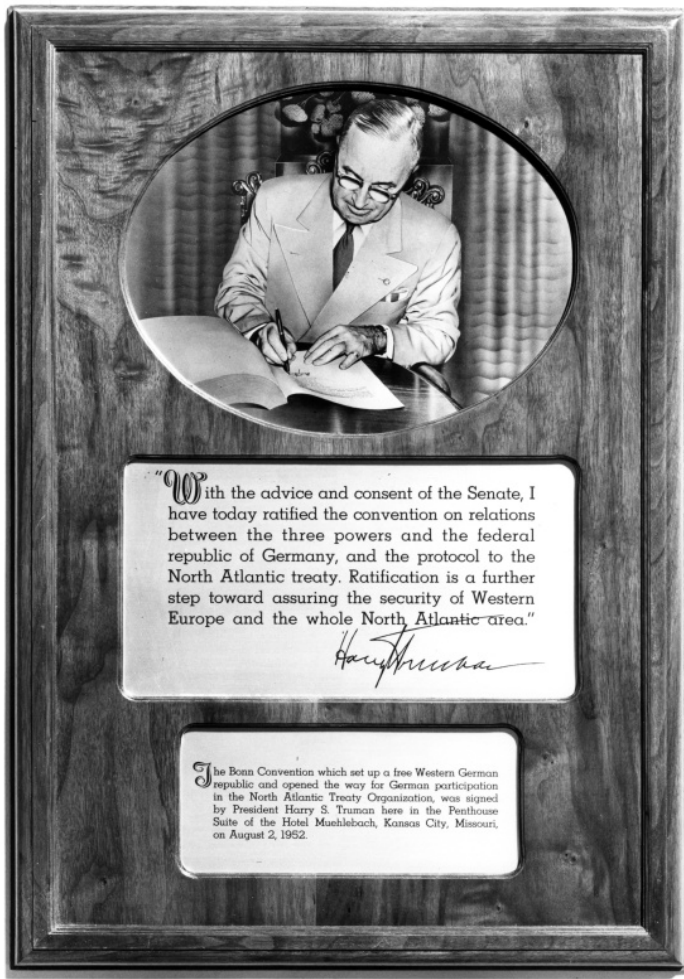 "With the advice and consent of the Senate, I
have today ratified the convention on relations
between the three powers and the federal
republic of Germany, and the protocol to the
North Atlantic treaty. Ratification is a further
step toward assuring the security of Western
Europe and the whole North Atlantic area."
Harry Truman
The Bonn Convention which set up a free Western German
republic and opened the way for German participation
in the North Atlantic Treaty Organization, was signed
by President Harry S. Truman here in the Penthouse
Suite of the Hotel Muehlebach, Kansas City, Missouri,
on August 2, 1952.